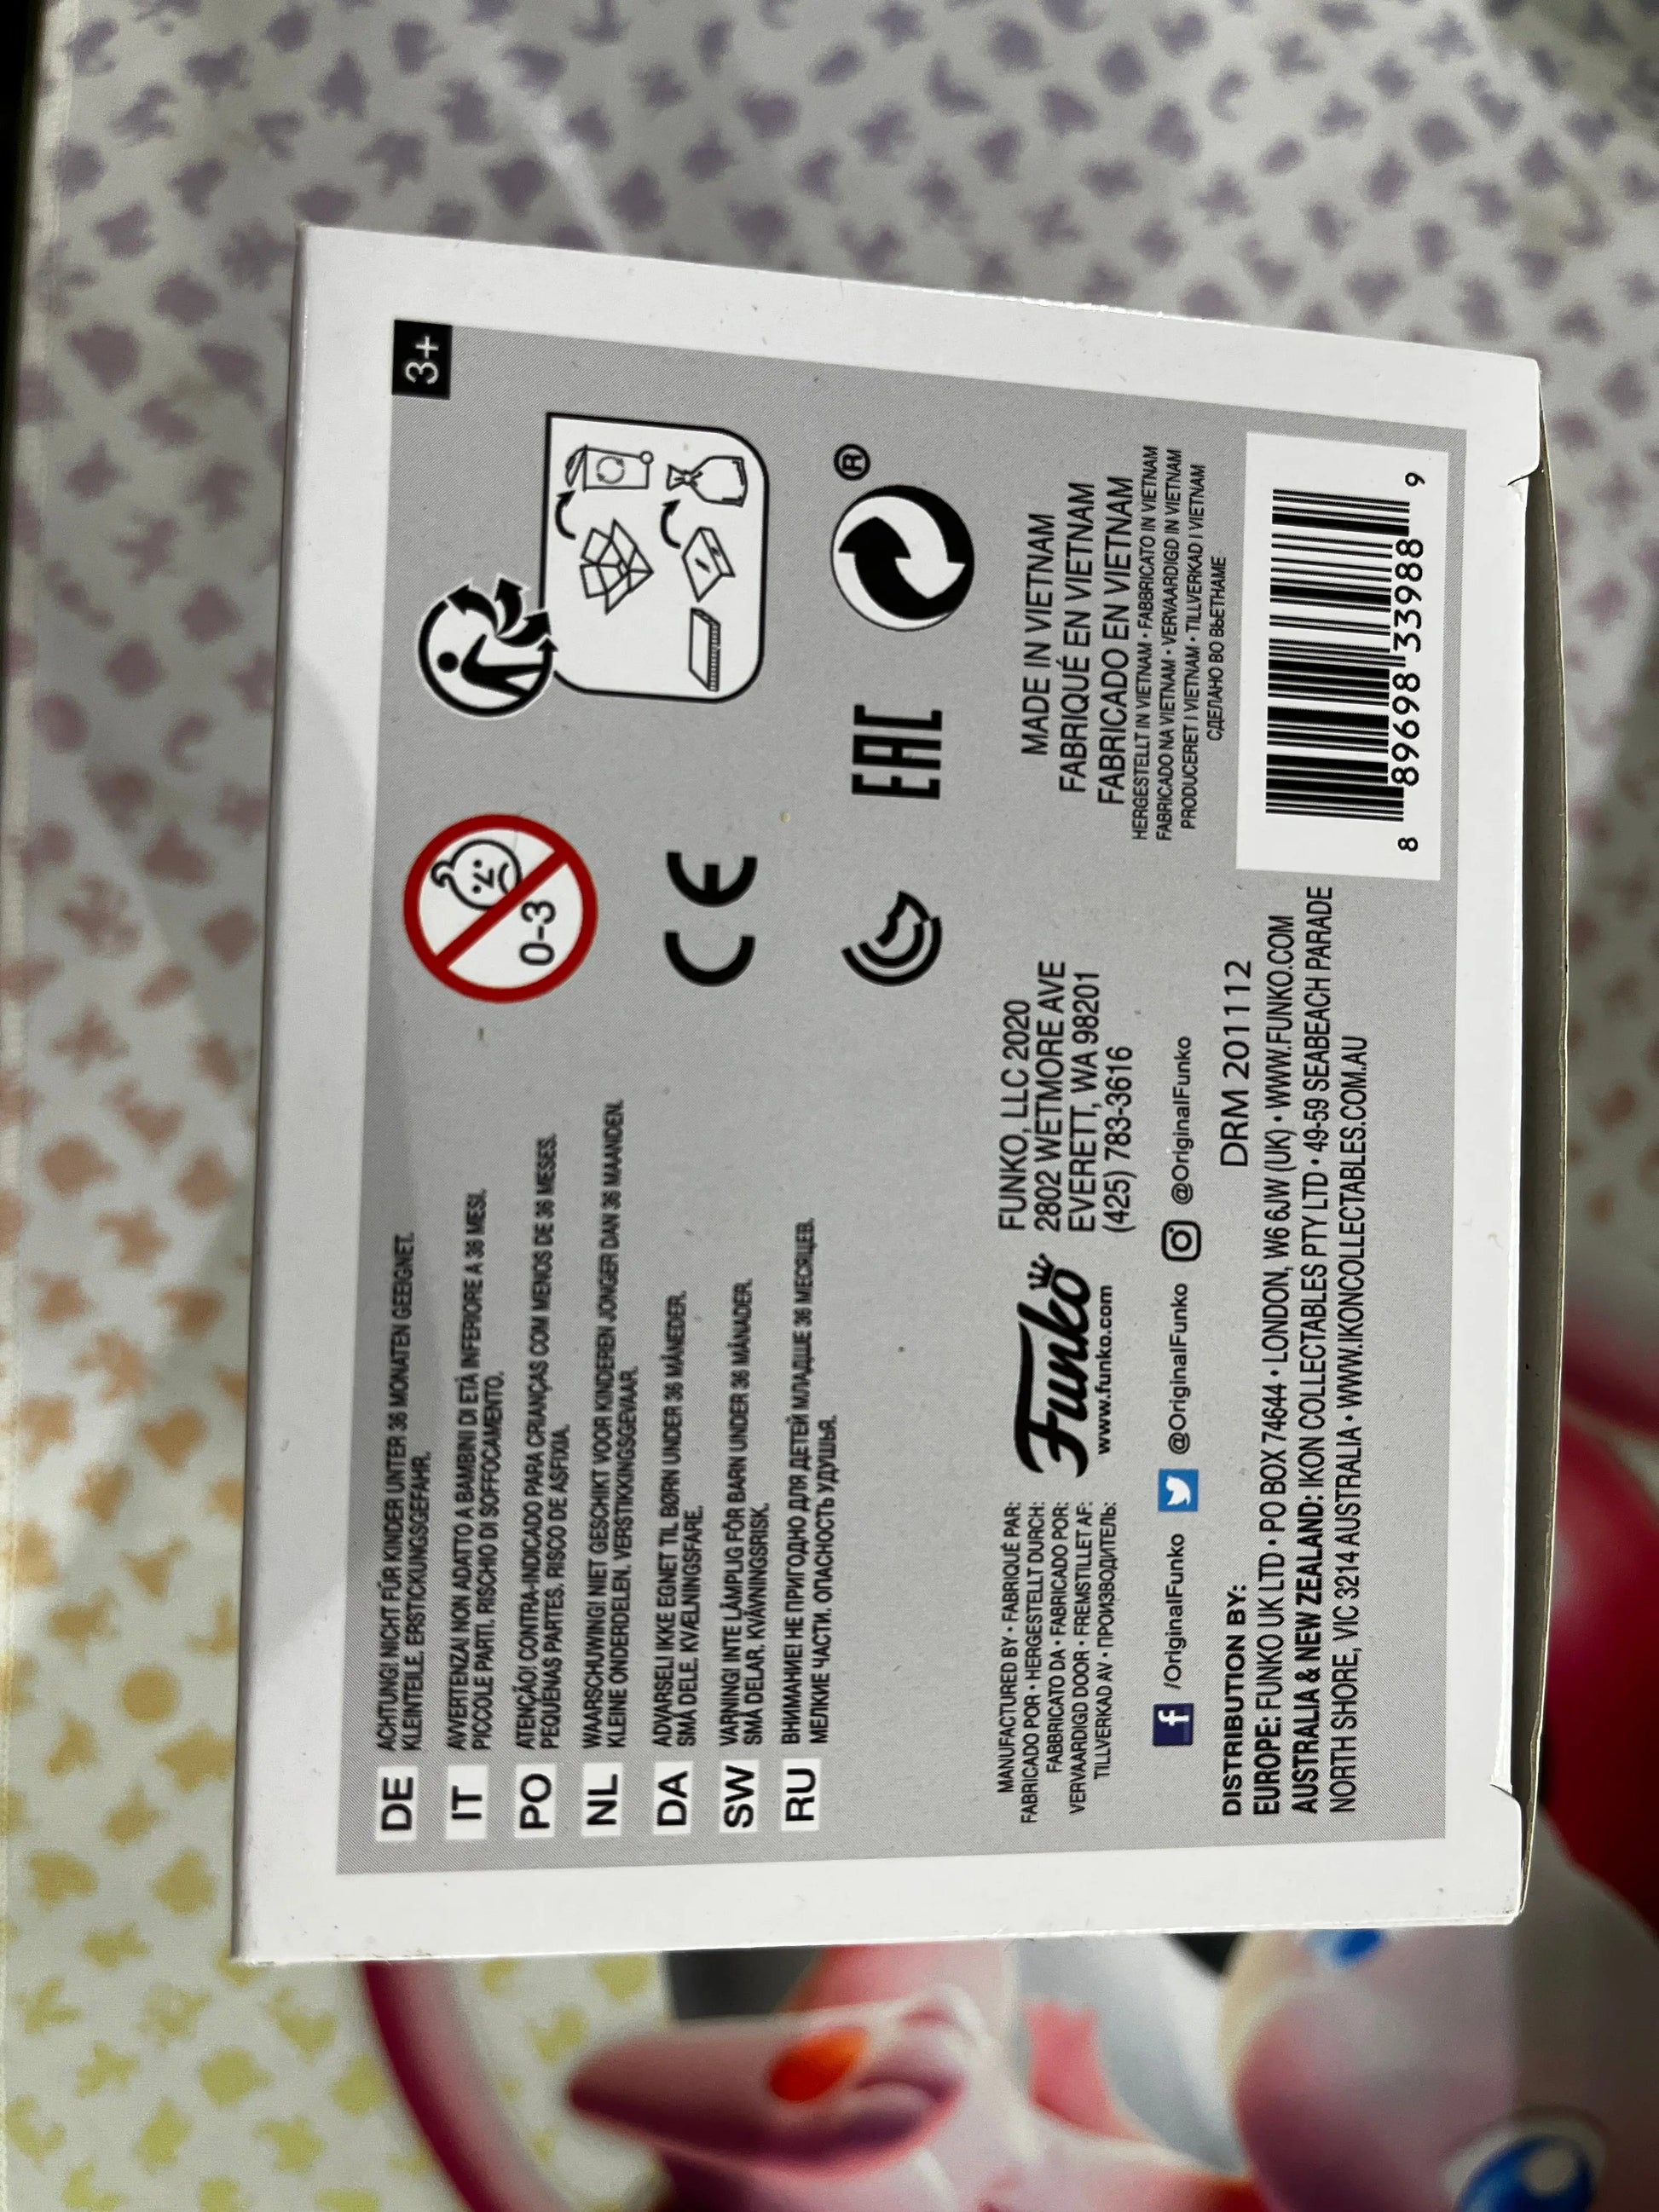 3+
DE
ACHTUNG! NICHT FÜR KINDER UNTER 36 MONATEN GEEIGNET.
KLEINTEILE. ERSTICKUNGSGEFAHR.
IT
AVVERTENZA! NON ADATTO A BAMBINI DI ETÀ INFERIORE A 36 MESI.
PICCOLE PARTI. RISCHIO DI SOFFOCAMENTO.
PO
ATENÇÃO! CONTRA-INDICADO PARA CRIANÇAS COM MENOS DE 36 MESES.
PEQUENAS PARTES. RISCO DE ASFIXIA.
NL
WAARSCHUWING! NIET GESCHIKT VOOR KINDEREN JONGER DAN 36 MAANDEN.
KLEINE ONDERDELEN. VERSTIKKINGSGEVAAR.
DA
ADVARSEL! IKKE EGNET TIL BØRN UNDER 36 MÅNEDER.
SMÅ DELE. KVÆLNINGSFARE.
SW
VARNING! INTE LÄMPLIG FÖR BARN UNDER 36 MÅNADER.
SMÅ DELAR. KVÄVNINGSRISK.
RU
ВНИМАНИЕ! НЕ ПРИГОДНО ДЛЯ ДЕТЕЙ МЛАДШЕ 36 МЕСЯЦЕВ.
МЕЛКИЕ ЧАСТИ. ОПАСНОСТЬ УДУШЬЯ.
0-3
CE
EAC
®
MANUFACTURED BY • FABRIQUÉ PAR:
FABRICADO POR • HERGESTELLT DURCH:
FABBRICATO DA • FABRICADO POR:
VERVAARDIGD DOOR • FREMSTILLET AF:
TILLVERKAD AV • ПРОИЗВОДИТЕЛЬ:
Funko
www.funko.com
FUNKO, LLC 2020
2802 WETMORE AVE
EVERETT, WA 98201
(425) 783-3616
f /OriginalFunko @OriginalFunko @OriginalFunko
MADE IN VIETNAM
FABRIQUÉ EN VIETNAM
FABRICADO EN VIETNAM
HERGESTELLT IN VIETNAM • FABBRICATO IN VIETNAM
FABRICADO NA VIETNAM • VERVAARDIGD IN VIETNAM
PRODUCERET I VIETNAM • TILLVERKAD I VIETNAM
СДЕЛАНО ВО ВЬЕТНАМЕ
DRM 201112
DISTRIBUTION BY:
EUROPE: FUNKO UK LTD • PO BOX 74644 • LONDON, W6 6JW (UK) • WWW.FUNKO.COM
AUSTRALIA & NEW ZEALAND: IKON COLLECTABLES PTY LTD • 49-59 SEABEACH PARADE
NORTH SHORE, VIC 3214 AUSTRALIA • WWW.IKONCOLLECTABLES.COM.AU
8 89698 33988 9